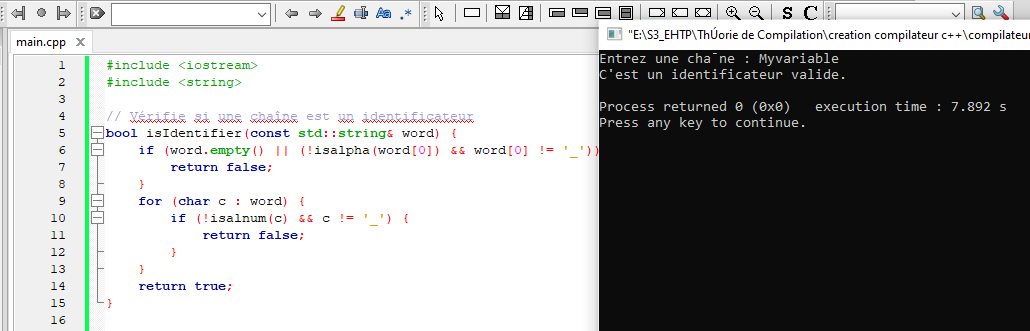 Aa .* S C
main.cpp
1 #include <iostream>
2 #include <string>
3
4 // Vérifie si une chaîne est un identificateur
5 bool isIdentifier(const std::string& word) {
6 if (word.empty() || (!isalpha(word[0]) && word[0] != '_'))
7 return false;
8 }
9 for (char c : word) {
10 if (!isalnum(c) && c != '_') {
11 return false;
12 }
13 }
14 return true;
15 }
16
"E:\S3_EHTP\ThÚorie de Compilation\creation compilateur c++\compilateur
Entrez une cha¯ne : Myvariable
C'est un identificateur valide.
Process returned 0 (0x0) execution time : 7.892 s
Press any key to continue.